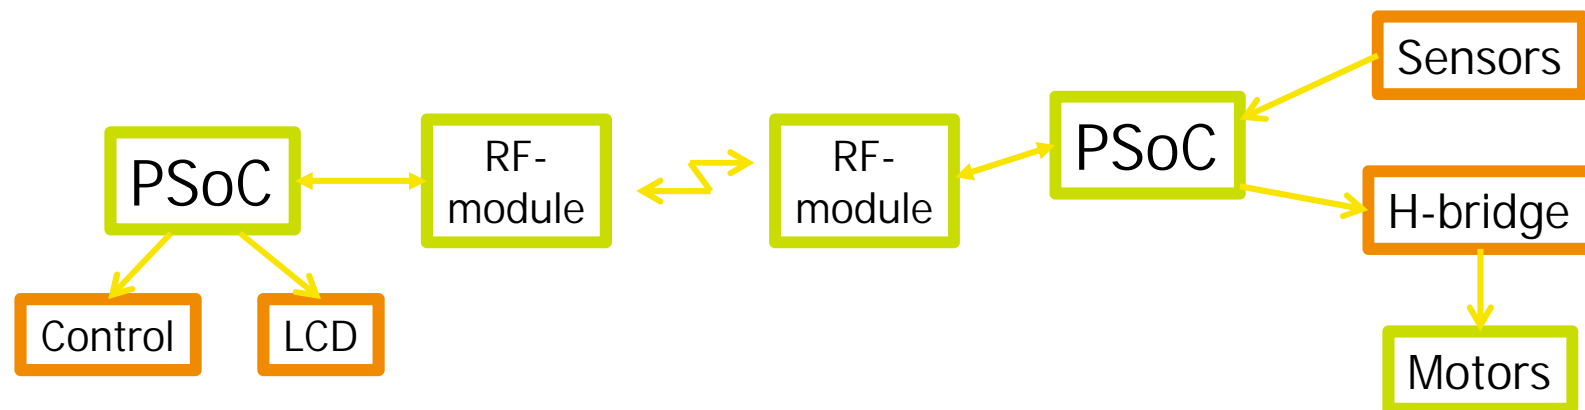 PSoC
RF-
module
Control
LCD
RF-
module
PSoC
Sensors
H-bridge
Motors